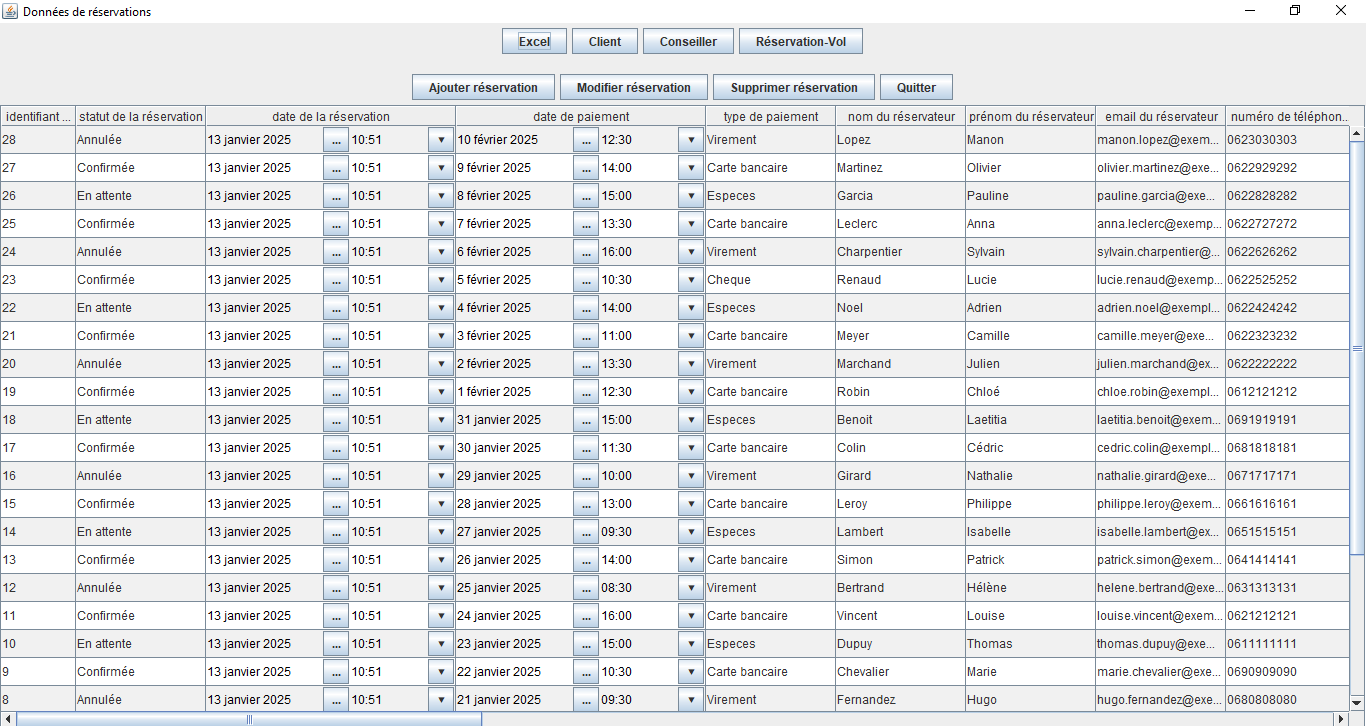 Données de réservations
Excel Client Conseiller Réservation-Vol
Ajouter réservation Modifier réservation Supprimer réservation Quitter
identifiant ... statut de la réservation date de la réservation date de paiement type de paiement nom du réservateur prénom du réservateur email du réservateur numéro de téléphon...
28 Annulée 13 janvier 2025 ... 10:51 10 février 2025 ... 12:30 Virement Lopez Manon manon.lopez@exem... 0623030303
27 Confirmée 13 janvier 2025 ... 10:51 9 février 2025 ... 14:00 Carte bancaire Martinez Olivier olivier.martinez@ex... 0622929292
26 En attente 13 janvier 2025 ... 10:51 8 février 2025 ... 15:00 Especes Garcia Pauline pauline.garcia@exe... 0622828282
25 Confirmée 13 janvier 2025 ... 10:51 7 février 2025 ... 13:30 Carte bancaire Leclerc Anna anna.leclerc@exemp... 0622727272
24 Annulée 13 janvier 2025 ... 10:51 6 février 2025 ... 16:00 Virement Charpentier Sylvain sylvain.charpentier@... 0622626262
23 Confirmée 13 janvier 2025 ... 10:51 5 février 2025 ... 10:30 Cheque Renaud Lucie lucie.renaud@exemp... 0622525252
22 En attente 13 janvier 2025 ... 10:51 4 février 2025 ... 14:00 Especes Noel Adrien adrien.noel@exempl... 0622424242
21 Confirmée 13 janvier 2025 ... 10:51 3 février 2025 ... 11:00 Carte bancaire Meyer Camille camille.meyer@exe... 0622323232
20 Annulée 13 janvier 2025 ... 10:51 2 février 2025 ... 13:30 Virement Marchand Julien julien.marchand@ex... 0622222222
19 Confirmée 13 janvier 2025 ... 10:51 1 février 2025 ... 12:30 Carte bancaire Robin Chloé chloe.robin@exempl... 0612121212
18 En attente 13 janvier 2025 ... 10:51 31 janvier 2025 ... 15:00 Especes Benoit Laetitia laetitia.benoit@exem... 0691919191
17 Confirmée 13 janvier 2025 ... 10:51 30 janvier 2025 ... 11:30 Carte bancaire Colin Cédric cedric.colin@exempl... 0681818181
16 Annulée 13 janvier 2025 ... 10:51 29 janvier 2025 ... 10:00 Virement Girard Nathalie nathalie.girard@exe... 0671717171
15 Confirmée 13 janvier 2025 ... 10:51 28 janvier 2025 ... 13:00 Carte bancaire Leroy Philippe philippe.leroy@exem... 0661616161
14 En attente 13 janvier 2025 ... 10:51 27 janvier 2025 ... 09:30 Especes Lambert Isabelle isabelle.lambert@ex... 0651515151
13 Confirmée 13 janvier 2025 ... 10:51 26 janvier 2025 ... 14:00 Carte bancaire Simon Patrick patrick.simon@exem... 0641414141
12 Annulée 13 janvier 2025 ... 10:51 25 janvier 2025 ... 08:30 Virement Bertrand Hélène helene.bertrand@exe... 0631313131
11 Confirmée 13 janvier 2025 ... 10:51 24 janvier 2025 ... 16:00 Carte bancaire Vincent Louise louise.vincent@exem... 0621212121
10 En attente 13 janvier 2025 ... 10:51 23 janvier 2025 ... 15:00 Especes Dupuy Thomas thomas.dupuy@exem... 0611111111
9 Confirmée 13 janvier 2025 ... 10:51 22 janvier 2025 ... 10:30 Carte bancaire Chevalier Marie marie.chevalier@exe... 0690909090
8 Annulée 13 janvier 2025 ... 10:51 21 janvier 2025 ... 09:30 Virement Fernandez Hugo hugo.fernandez@exe... 0680808080